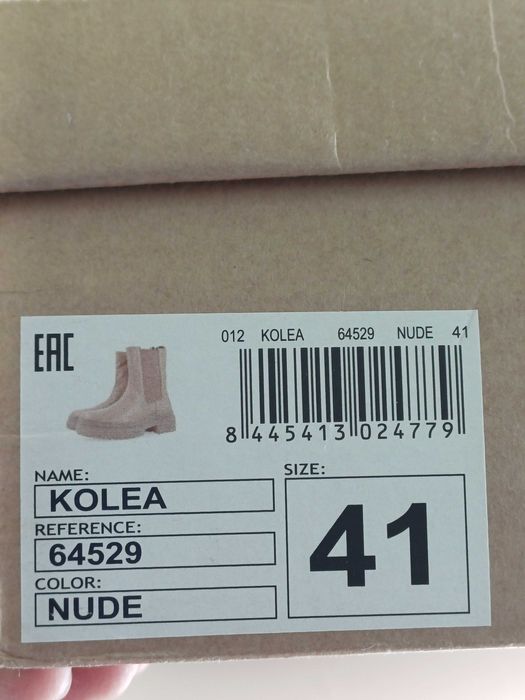 EAC
012 KOLEA 64529 NUDE 41
8 445413 024779
NAME:
KOLEA
REFERENCE:
64529
COLOR:
NUDE
SIZE:
41